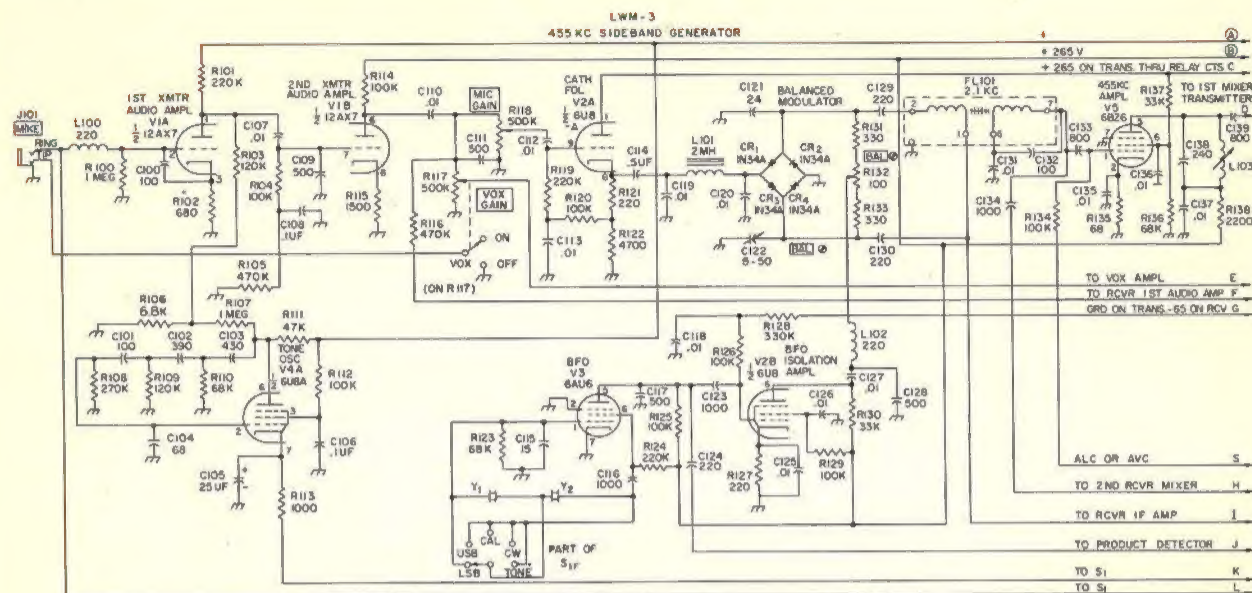 LWM-3
455 KC SIDEBAND GENERATOR
A
* 265 V B
* 265 ON TRANS. THRU RELAY CTS C
J101
MIKE
RING
TIP
L100
220
R100
1 MEG
R101
220K
1ST XMTR
AUDIO AMPL
V1A
½ 12AX7
C100
100
R102
680
R103
120K
C107
.01
R104
100K
C108
.1UF
R105
470K
2ND XMTR
AUDIO AMPL
V1B
½ 12AX7
C109
500
R114
100K
R115
1500
C110
.01
C111
500
MIC
GAIN
R118
500K
R117
500K
VOX
GAIN
R116
470K
VOX
ON
OFF
(ON R117)
C112
.01
R119
220K
R120
100K
C113
.01
CATH
FOL
V2A
½ 6U8
-A
R121
220
R122
4700
C114
.5UF
C119
.01
L101
2MH
C120
.01
C121
24
BALANCED
MODULATOR
CR1
IN34A
CR2
IN34A
CR3
IN34A
CR4
IN34A
C122
8-50
BAL
C129
220
R131
330
BAL
R132
100
R133
330
C130
220
FL101
2.1KC
C131
.01
C132
100
C133
800
C134
1000
R134
100K
455KC
AMPL
V5
6BZ6
C135
.01
R135
68
C136
.01
R136
68K
R137
33K
TO 1ST MIXER
TRANSMITTER D
C138
240
C139
800
L103
C137
.01
R138
2200
TO VOX AMPL E
TO RCVR 1ST AUDIO AMP F
GRD ON TRANS.-65 ON RCV G
R106
6.8K
R107
1 MEG
C101
100
C102
390
C103
430
R108
270K
R109
120K
R110
68K
C104
68
R111
47K
TONE
OSC
V4A
6U8A
½
R112
100K
C105
25UF
C106
.1UF
R113
1000
BFO
V3
6AU6
R123
68K
C115
15
C116
1000
Y1
Y2
USB
CAL
CW
LSB
TONE
PART OF
S1F
C117
500
R125
100K
R124
220K
C124
220
C118
.01
R126
100K
C123
1000
R128
330K
V2B
½ 6U8
BFO
ISOLATION
AMPL
R127
220
C125
.01
C126
.01
R129
100K
L102
220
C127
.01
R130
33K
C128
500
ALC OR AVC S
TO 2ND RCVR MIXER H
TO RCVR IF AMP I
TO PRODUCT DETECTOR J
TO S1 K
TO S1 L